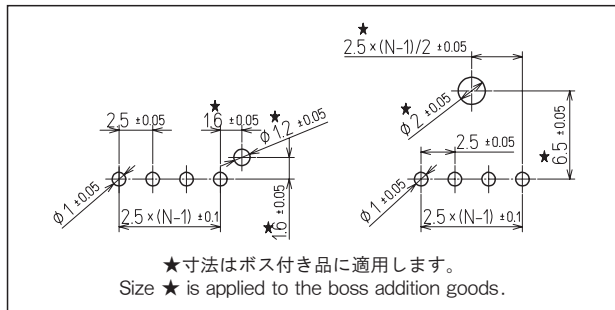 ★
2.5×(N-1)/2 ±0.05
★
φ2 ±0.05
★
6.5 ±0.05
2.5 ±0.05
φ1 ±0.05
2.5×(N-1) ±0.1
2.5 ±0.05
★
1.6 ±0.05
★
φ1.2 ±0.05
φ1 ±0.05
2.5×(N-1) ±0.1
★
1.6 ±0.05
★寸法はボス付き品に適用します。
Size ★ is applied to the boss addition goods.